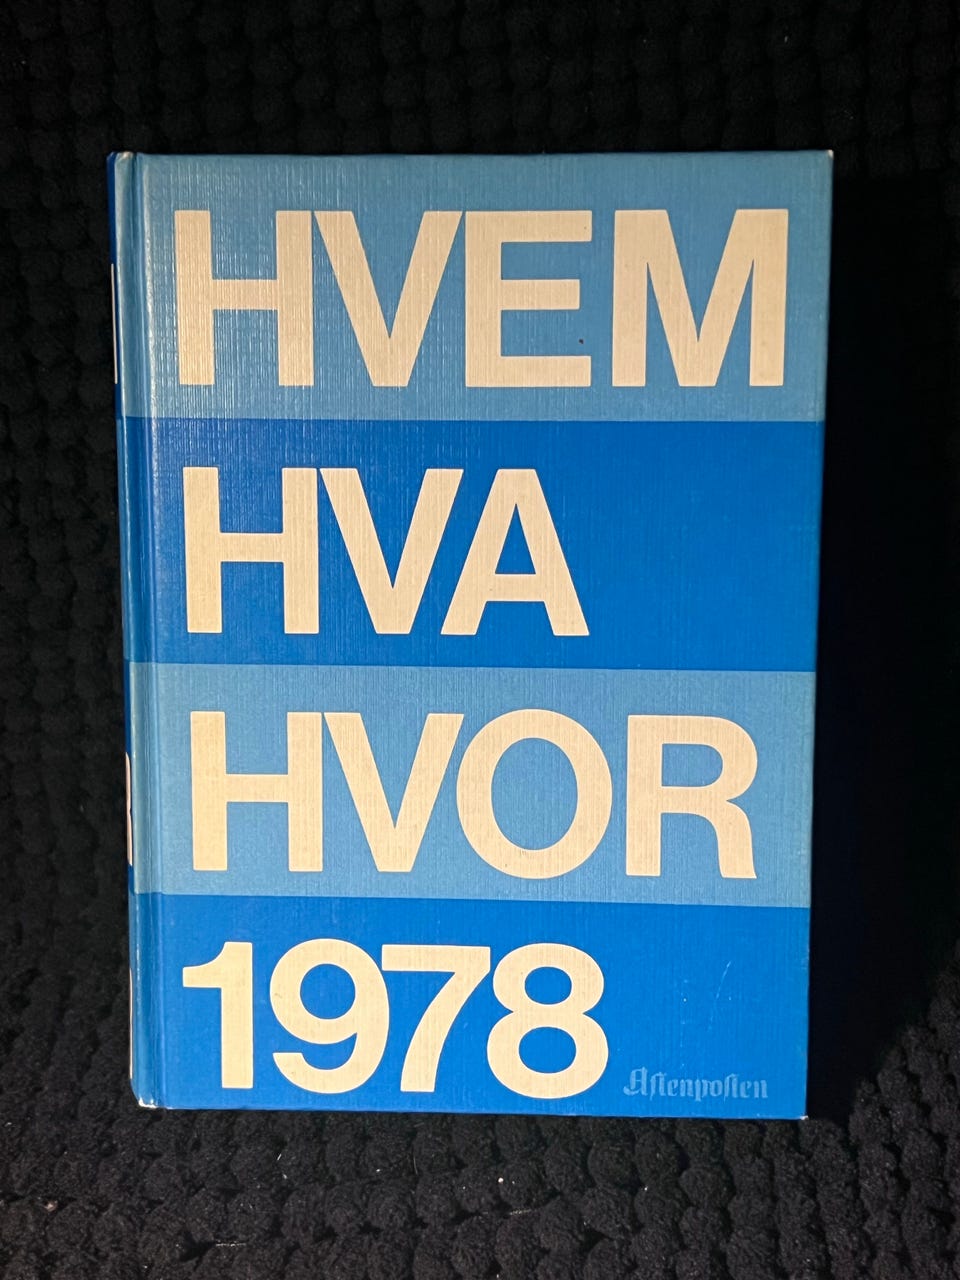 HVEM
HVA
HVOR
1978
Aftenposten